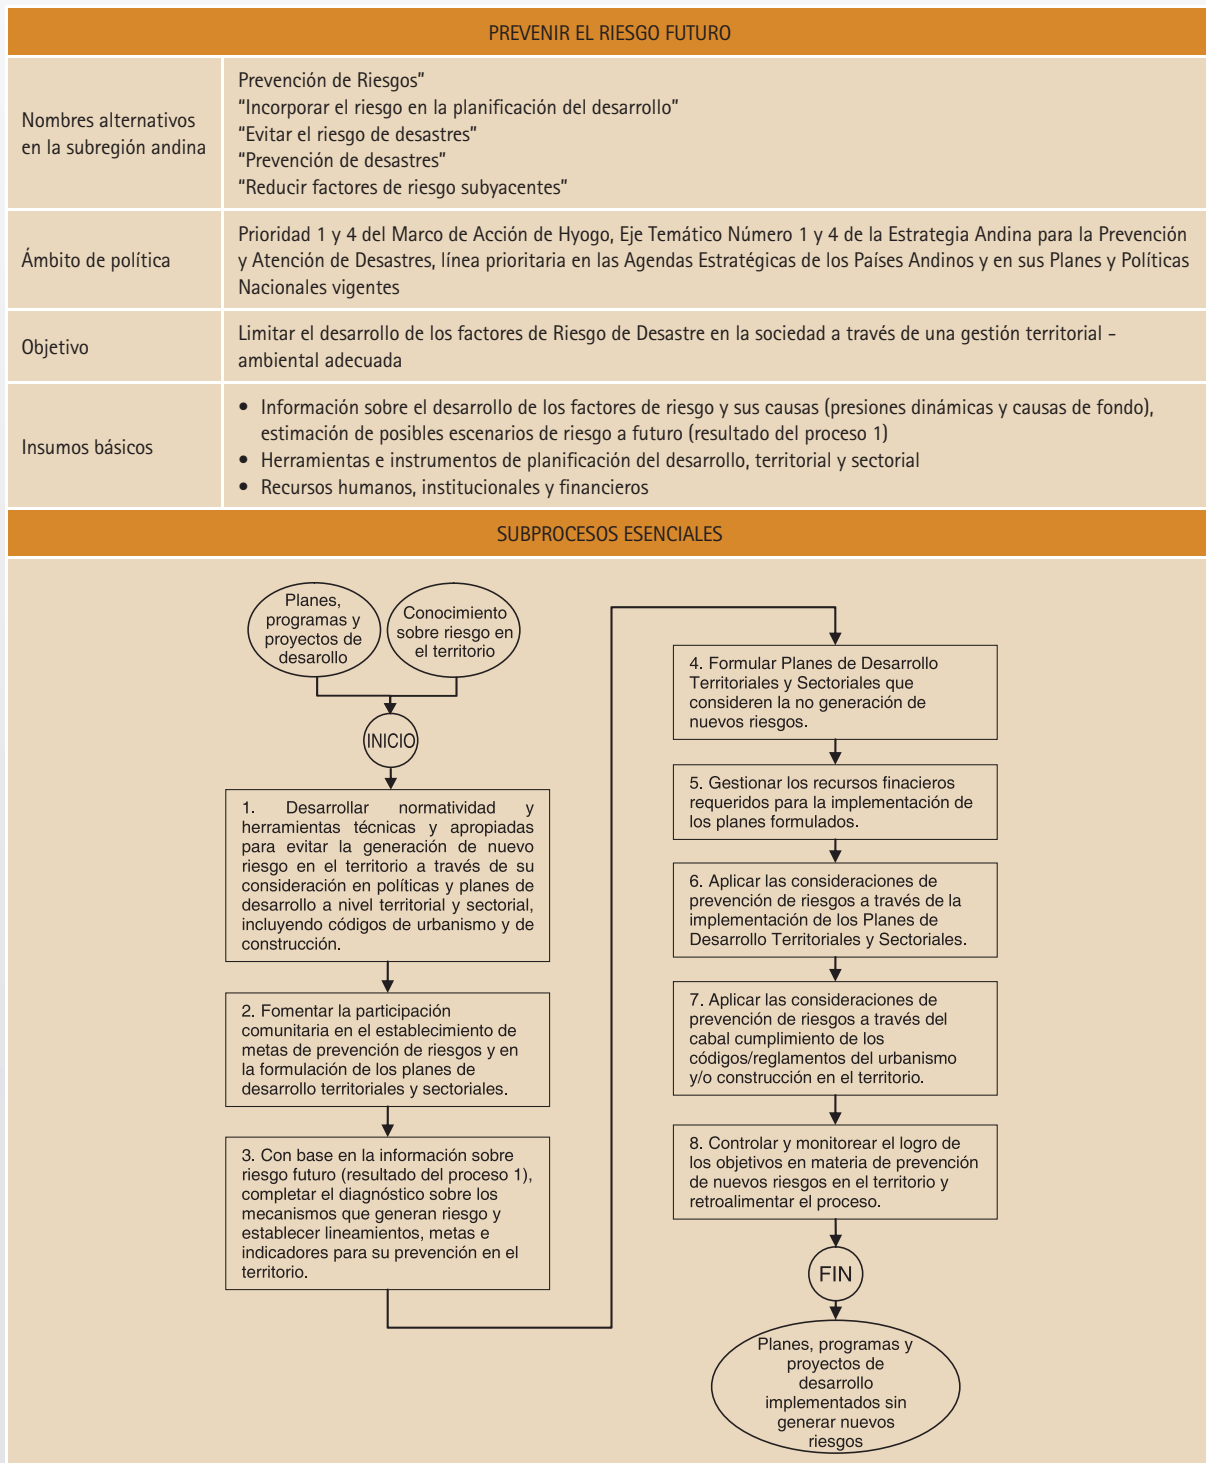 PREVENIR EL RIESGO FUTURO
Nombres alternativos
en la subregión andina
Prevención de Riesgos”
“Incorporar el riesgo en la planificación del desarrollo”
“Evitar el riesgo de desastres”
“Prevención de desastres”
“Reducir factores de riesgo subyacentes”
Ámbito de política
Prioridad 1 y 4 del Marco de Acción de Hyogo, Eje Temático Número 1 y 4 de la Estrategia Andina para la Prevención
y Atención de Desastres, línea prioritaria en las Agendas Estratégicas de los Países Andinos y en sus Planes y Políticas
Nacionales vigentes
Objetivo
Limitar el desarrollo de los factores de Riesgo de Desastre en la sociedad a través de una gestión territorial -
ambiental adecuada
Insumos básicos
• Información sobre el desarrollo de los factores de riesgo y sus causas (presiones dinámicas y causas de fondo),
estimación de posibles escenarios de riesgo a futuro (resultado del proceso 1)
• Herramientas e instrumentos de planificación del desarrollo, territorial y sectorial
• Recursos humanos, institucionales y financieros
SUBPROCESOS ESENCIALES
Planes,
programas y
proyectos de
desarollo
Conocimiento
sobre riesgo en
el territorio
INICIO
1. Desarrollar normatividad y
herramientas técnicas y apropiadas
para evitar la generación de nuevo
riesgo en el territorio a través de su
consideración en políticas y planes de
desarrollo a nivel territorial y sectorial,
incluyendo códigos de urbanismo y de
construcción.
2. Fomentar la participación
comunitaria en el establecimiento de
metas de prevención de riesgos y en
la formulación de los planes de
desarrollo territoriales y sectoriales.
3. Con base en la información sobre
riesgo futuro (resultado del proceso 1),
completar el diagnóstico sobre los
mecanismos que generan riesgo y
establecer lineamientos, metas e
indicadores para su prevención en el
territorio.
4. Formular Planes de Desarrollo
Territoriales y Sectoriales que
consideren la no generación de
nuevos riesgos.
5. Gestionar los recursos finacieros
requeridos para la implementación de
los planes formulados.
6. Aplicar las consideraciones de
prevención de riesgos a través de la
implementación de los Planes de
Desarrollo Territoriales y Sectoriales.
7. Aplicar las consideraciones de
prevención de riesgos a través del
cabal cumplimiento de los
códigos/reglamentos del urbanismo
y/o construcción en el territorio.
8. Controlar y monitorear el logro de
los objetivos en materia de prevención
de nuevos riesgos en el territorio y
retroalimentar el proceso.
FIN
Planes, programas y
proyectos de
desarrollo
implementados sin
generar nuevos
riesgos